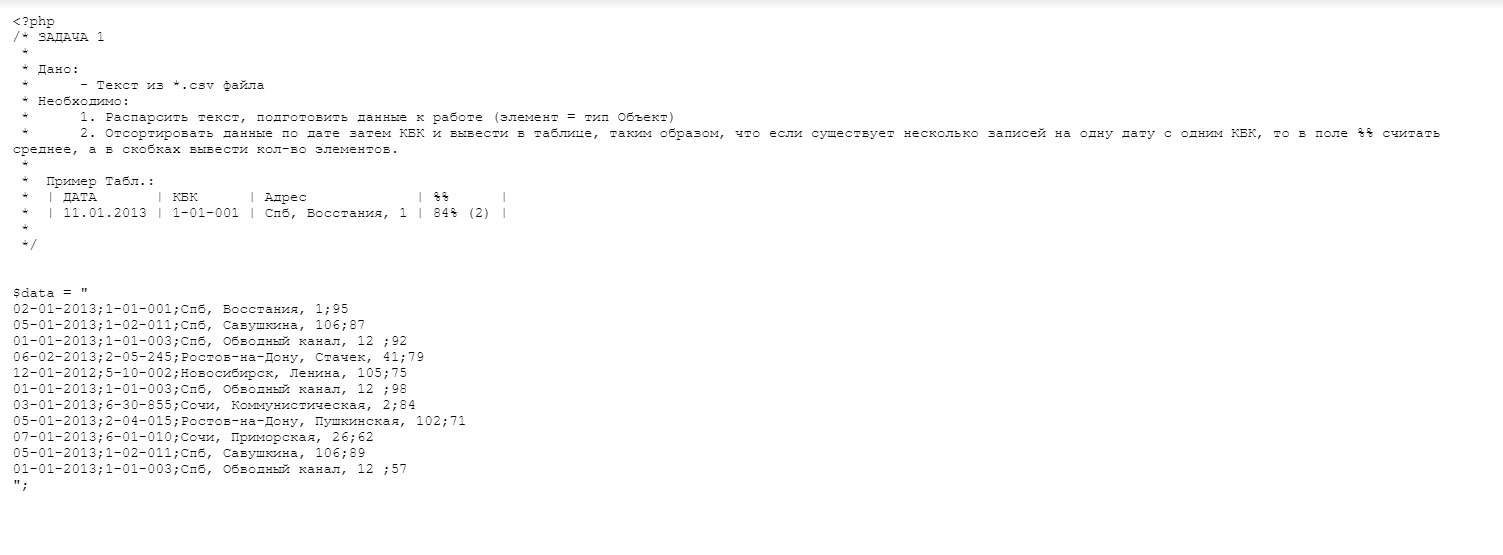 <?php
/* ЗАДАЧА 1
 *
 * Дано:
 *      - Текст из *.csv файла
 * Необходимо:
 *      1. Распарсить текст, подготовить данные к работе (элемент = тип Объект)
 *      2. Отсортировать данные по дате затем КБК и вывести в таблице, таким образом, что если существует несколько записей на одну дату с одним КБК, то в поле %% считать
среднее, а в скобках вывести кол-во элементов.
 *
 *  Пример Табл.:
 *  | ДАТА       | КБК      | Адрес             | %%      |
 *  | 11.01.2013 | 1-01-001 | Спб, Восстания, 1 | 84% (2) |
 *
 */
$data = "
02-01-2013;1-01-001;Спб, Восстания, 1;95
05-01-2013;1-02-011;Спб, Савушкина, 106;87
01-01-2013;1-01-003;Спб, Обводный канал, 12 ;92
06-02-2013;2-05-245;Ростов-на-Дону, Стачек, 41;79
12-01-2012;5-10-002;Новосибирск, Ленина, 105;75
01-01-2013;1-01-003;Спб, Обводный канал, 12 ;98
03-01-2013;6-30-855;Сочи, Коммунистическая, 2;84
05-01-2013;2-04-015;Ростов-на-Дону, Пушкинская, 102;71
07-01-2013;6-01-010;Сочи, Приморская, 26;62
05-01-2013;1-02-011;Спб, Савушкина, 106;89
01-01-2013;1-01-003;Спб, Обводный канал, 12 ;57
";